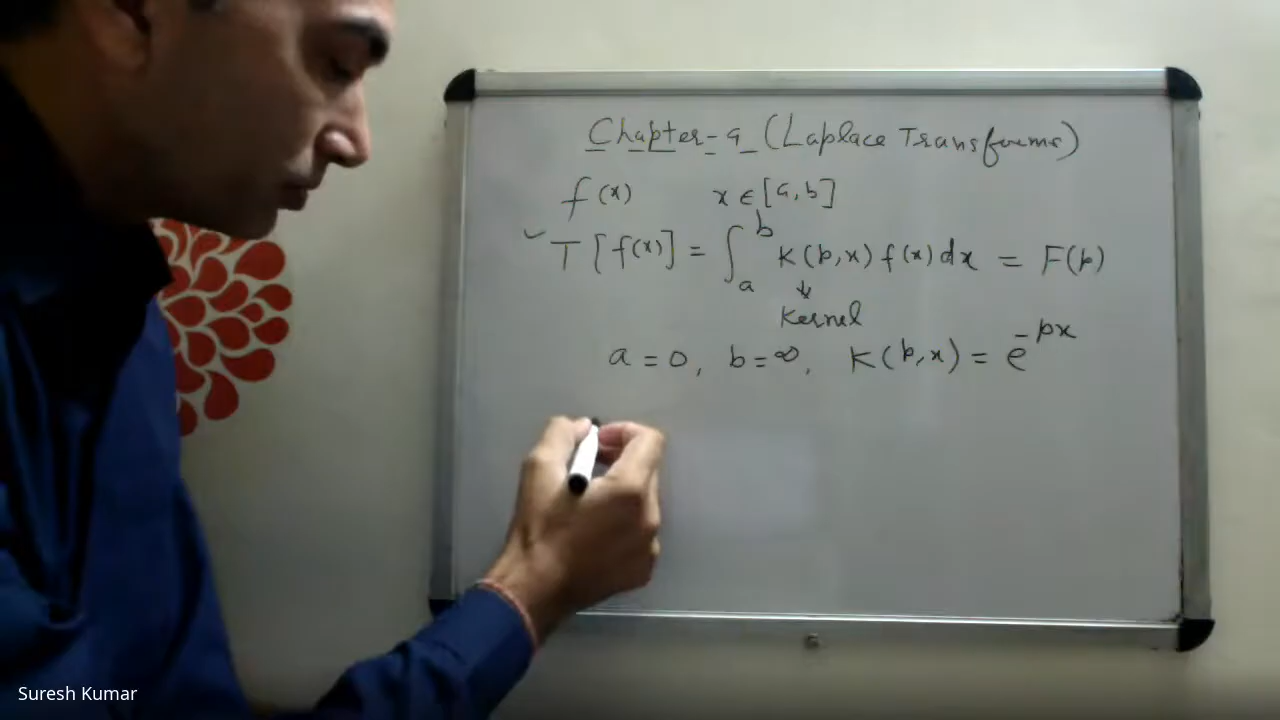 Chapter-9 (Laplace Transforms)
f(x) x ∈ [a, b]
✓ T[f(x)] = ∫ₐᵇ K(p,x) f(x) dx = F(p)
↓
Kernel
a = 0, b = ∞, K(p,x) = e^{-px}
Suresh Kumar